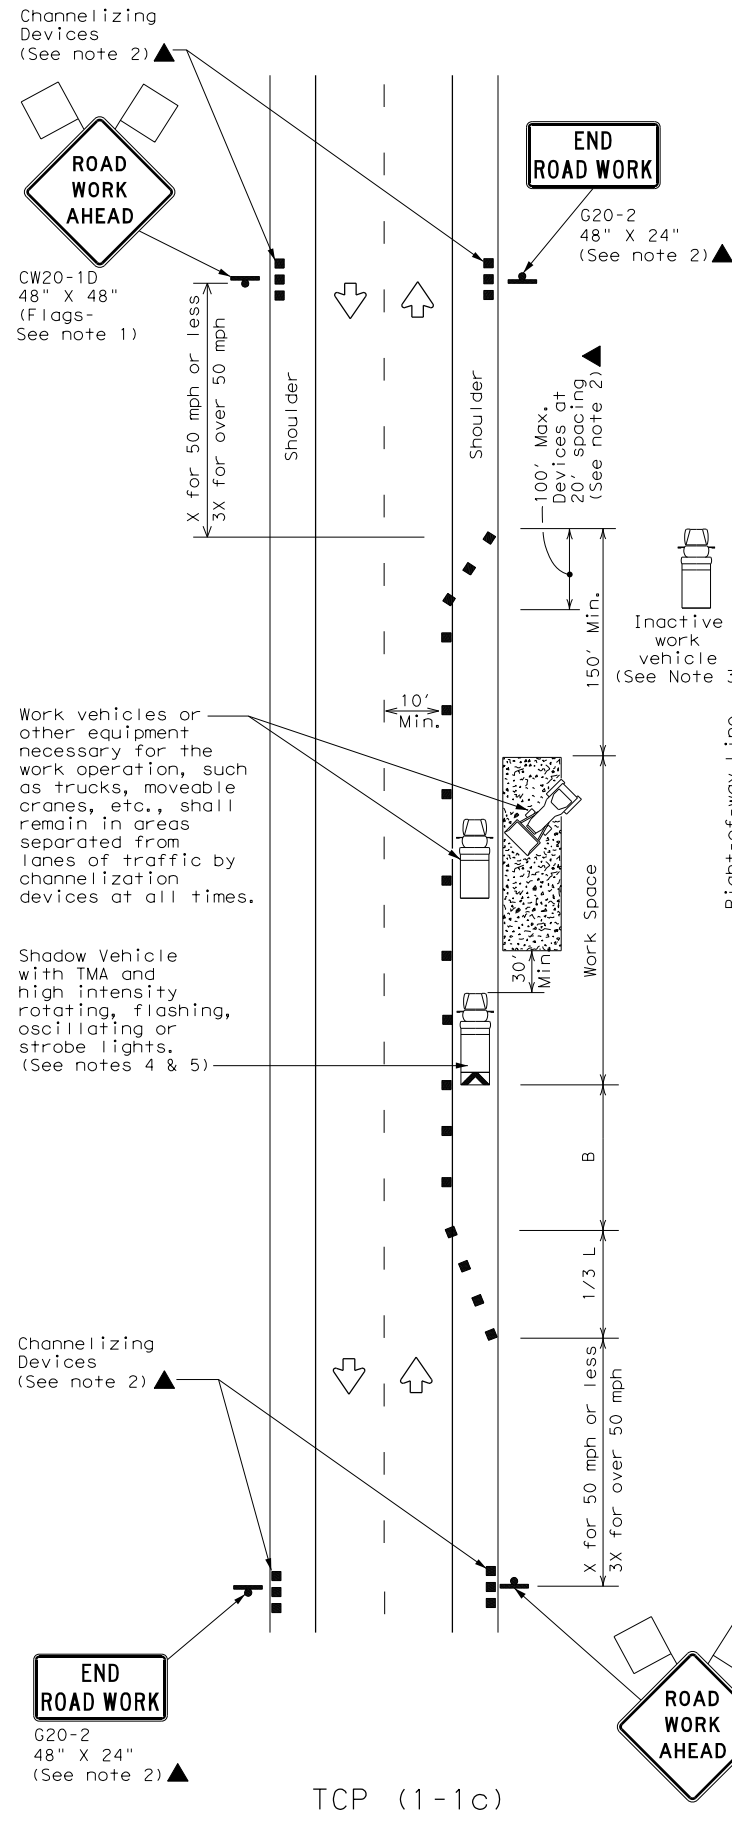 Channelizing
Devices
(See note 2)
ROAD
WORK
AHEAD
CW20-1D
48" X 48"
(Flags-
See note 1)
END
ROAD WORK
G20-2
48" X 24"
(See note 2)
X for 50 mph or less
3X for over 50 mph
Shoulder
Shoulder
100' Max.
Devices at
20' spacing
(See note 2)
150' Min.
Inactive
work
vehicle
(See Note
Right-of-way Line
10'
Min.
Work vehicles or
other equipment
necessary for the
work operation, such
as trucks, moveable
cranes, etc., shall
remain in areas
separated from
lanes of traffic by
channelization
devices at all times.
Work Space
30'
Min.
Shadow Vehicle
with TMA and
high intensity
rotating, flashing,
oscillating or
strobe lights.
(See notes 4 & 5)
B
1/3 L
Channelizing
Devices
(See note 2)
X for 50 mph or less
3X for over 50 mph
END
ROAD WORK
G20-2
48" X 24"
(See note 2)
ROAD
WORK
AHEAD
TCP (1-1c)